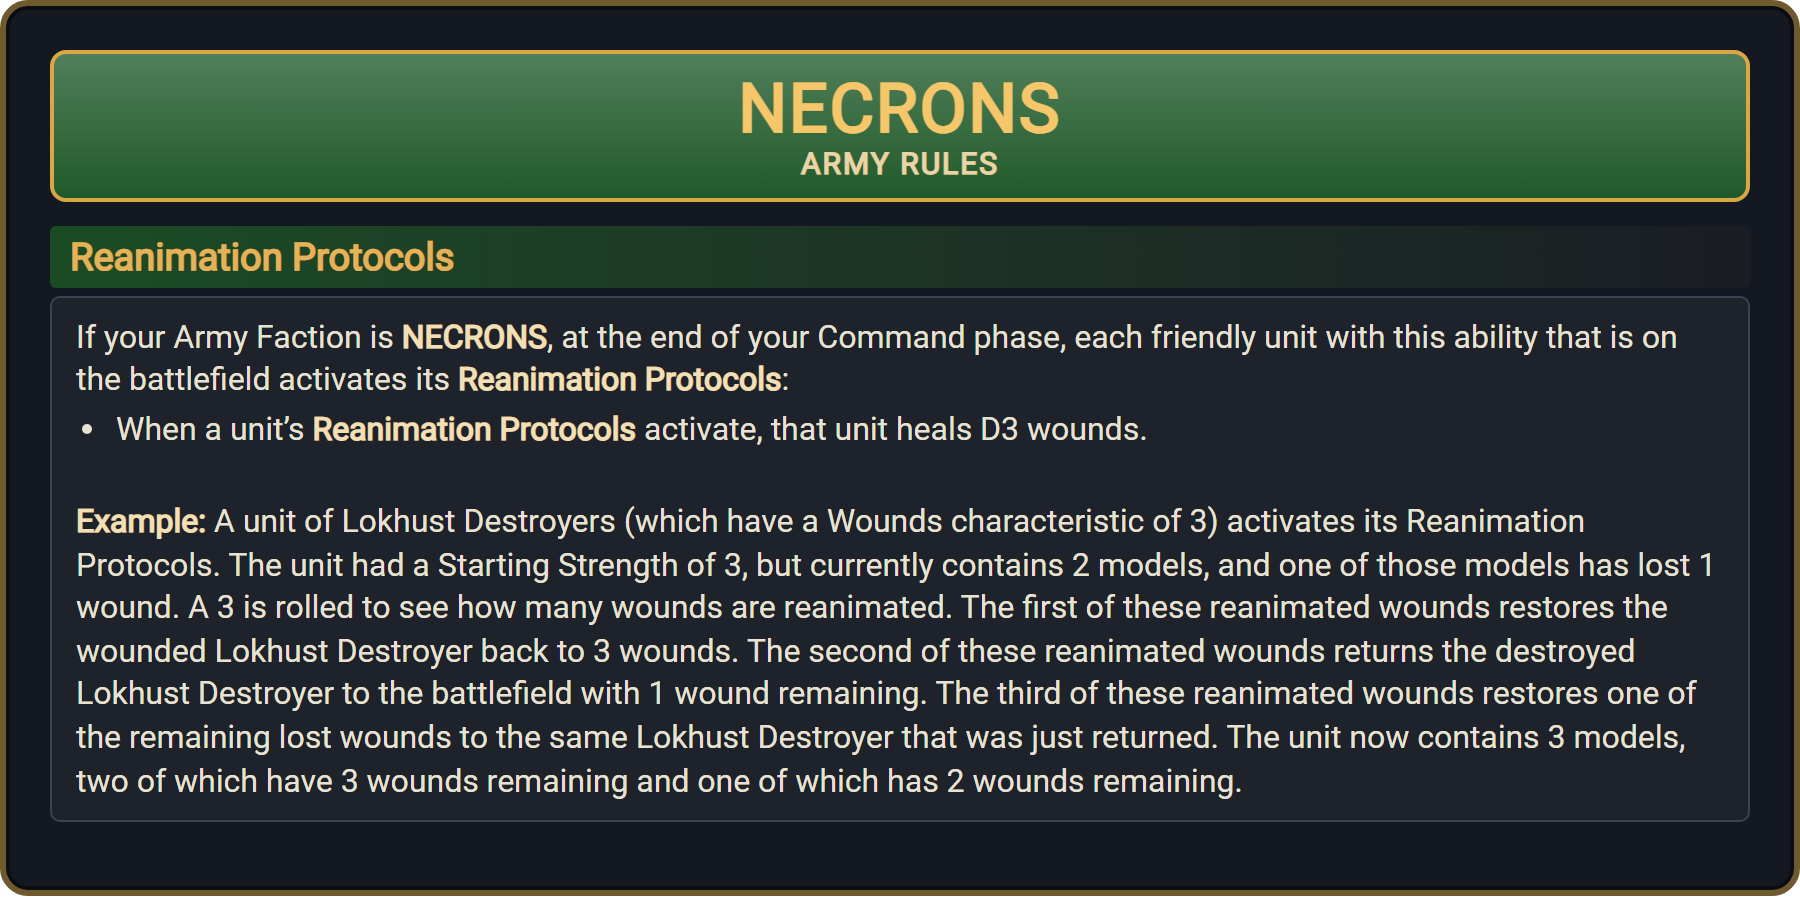 NECRONS
ARMY RULES
Reanimation Protocols
If your Army Faction is NECRONS, at the end of your Command phase, each friendly unit with this ability that is on
the battlefield activates its Reanimation Protocols:
• When a unit’s Reanimation Protocols activate, that unit heals D3 wounds.
Example: A unit of Lokhust Destroyers (which have a Wounds characteristic of 3) activates its Reanimation
Protocols. The unit had a Starting Strength of 3, but currently contains 2 models, and one of those models has lost 1
wound. A 3 is rolled to see how many wounds are reanimated. The first of these reanimated wounds restores the
wounded Lokhust Destroyer back to 3 wounds. The second of these reanimated wounds returns the destroyed
Lokhust Destroyer to the battlefield with 1 wound remaining. The third of these reanimated wounds restores one of
the remaining lost wounds to the same Lokhust Destroyer that was just returned. The unit now contains 3 models,
two of which have 3 wounds remaining and one of which has 2 wounds remaining.